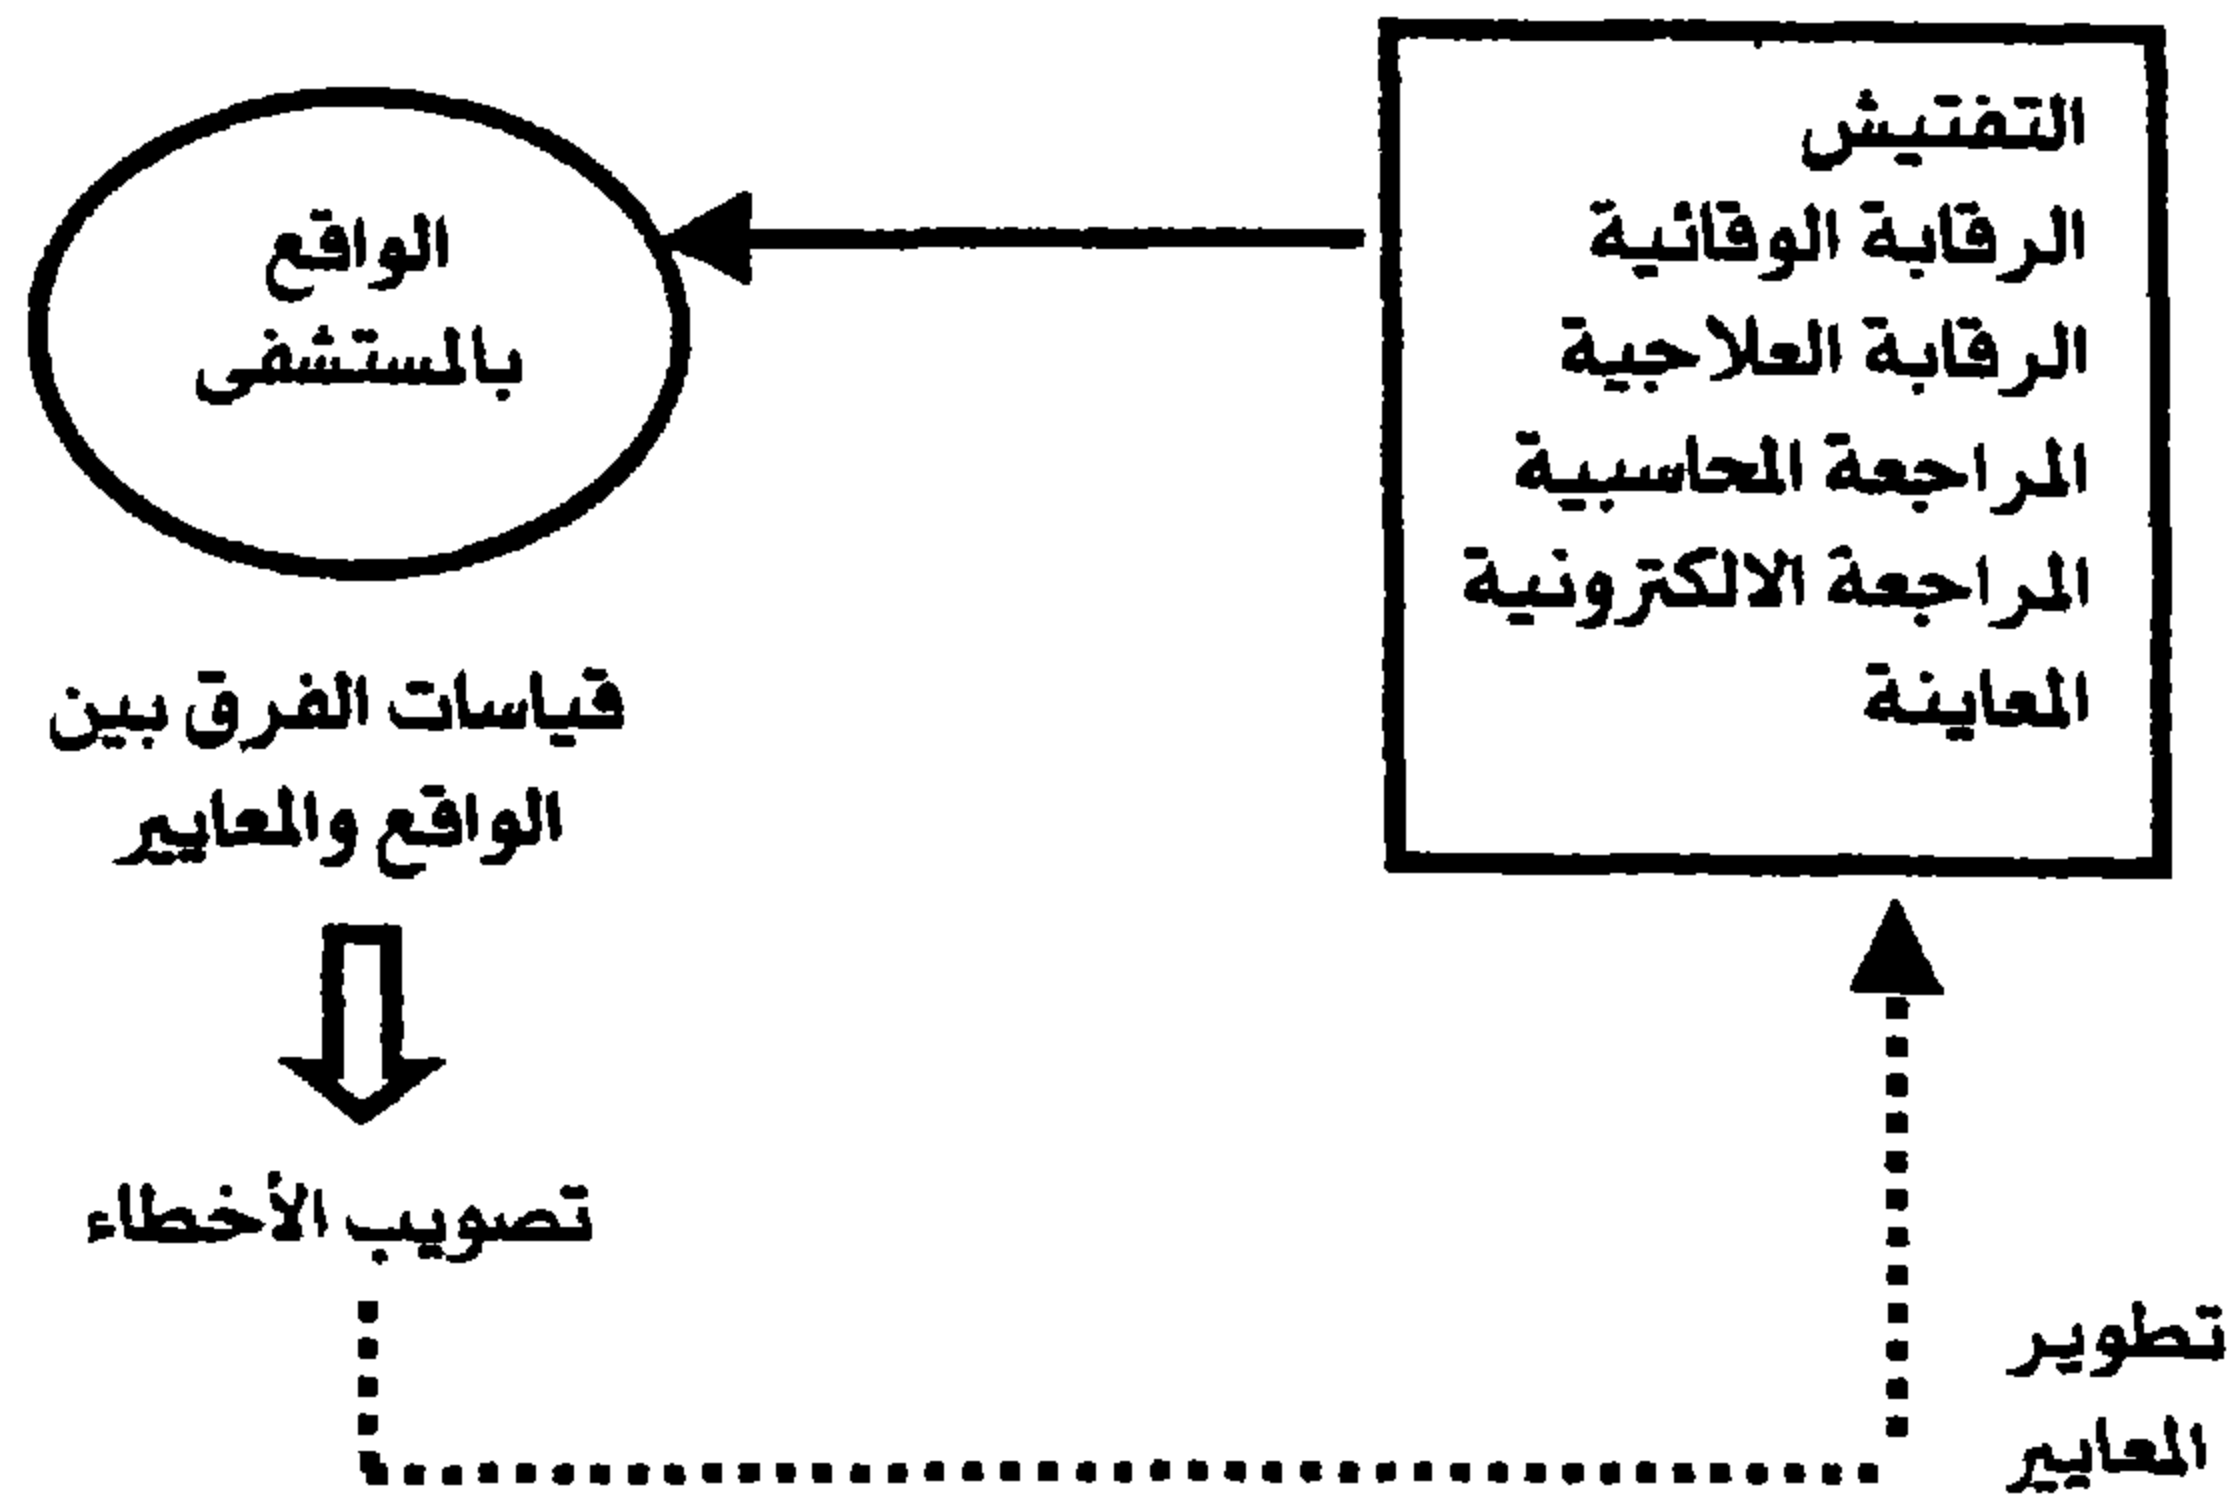 التفتيش
الرقابة الوقائية
الرقابة العلاجية
المراجعة المحاسبية
المراجعة الالكترونية
المعاينة
الواقع
بالمستشفى
قياسات الفرق بين
الواقع والمعايير
تصويب الأخطاء
تطوير
المعايير